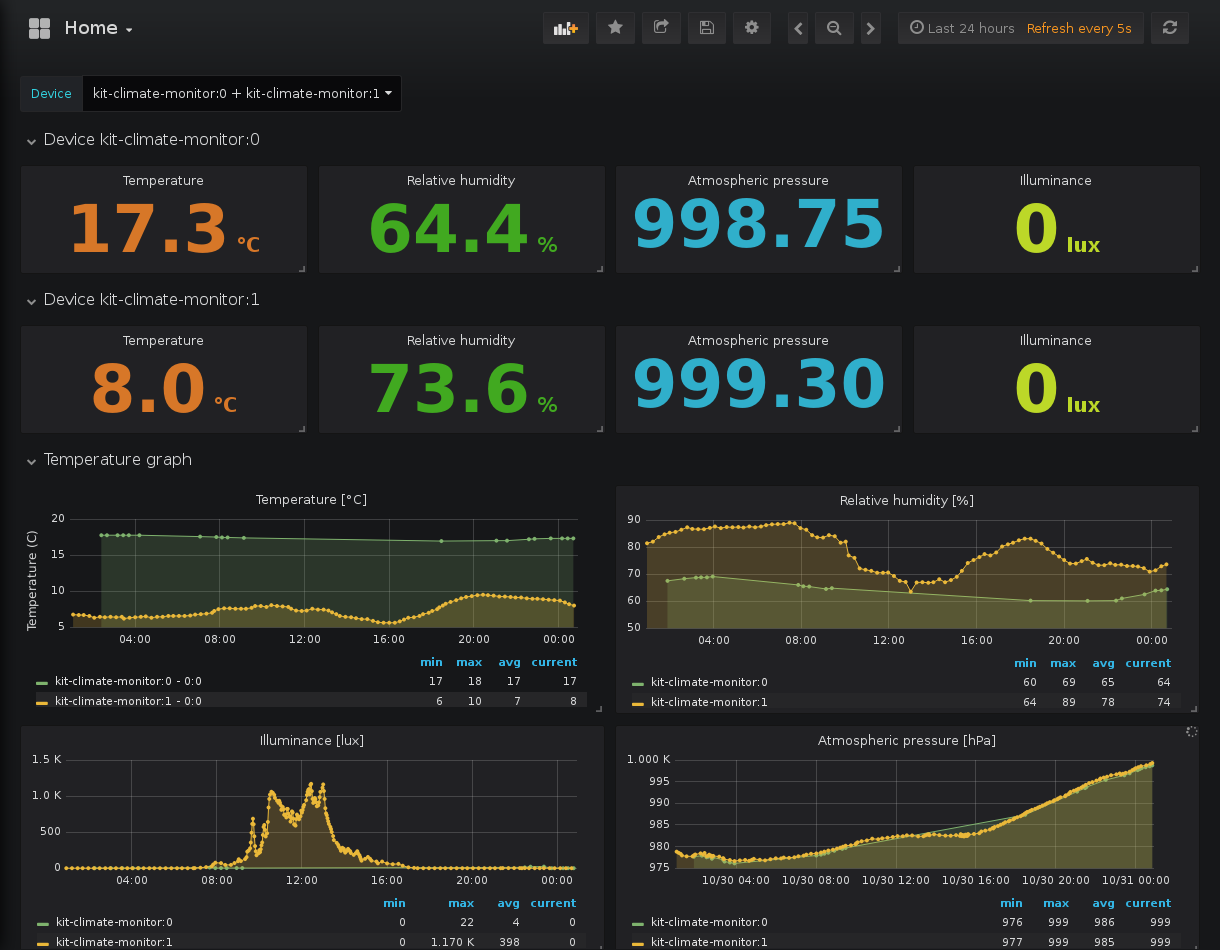 Home
Last 24 hours Refresh every 5s
Device kit-climate-monitor:0 + kit-climate-monitor:1
Device kit-climate-monitor:0
Temperature Relative humidity Atmospheric pressure Illuminance
17.3 °C 64.4 % 998.75 0 lux
Device kit-climate-monitor:1
Temperature Relative humidity Atmospheric pressure Illuminance
8.0 °C 73.6 % 999.30 0 lux
Temperature graph
Temperature [°C]
Temperature (C)
20
15
10
5
04:00 08:00 12:00 16:00 20:00 00:00
min max avg current
kit-climate-monitor:0 - 0:0 17 18 17 17
kit-climate-monitor:1 - 0:0 6 10 7 8
Relative humidity [%]
90
80
70
60
50
04:00 08:00 12:00 16:00 20:00 00:00
min max avg current
kit-climate-monitor:0 60 69 65 64
kit-climate-monitor:1 64 89 78 74
Illuminance [lux]
1.5 K
1.0 K
500
0
04:00 08:00 12:00 16:00 20:00 00:00
min max avg current
kit-climate-monitor:0 0 22 4 0
kit-climate-monitor:1 0 1.170 K 398 0
Atmospheric pressure [hPa]
1.000 K
995
990
985
980
975
10/30 04:00 10/30 08:00 10/30 12:00 10/30 16:00 10/30 20:00 10/31 00:00
min max avg current
kit-climate-monitor:0 976 999 986 999
kit-climate-monitor:1 977 999 985 999